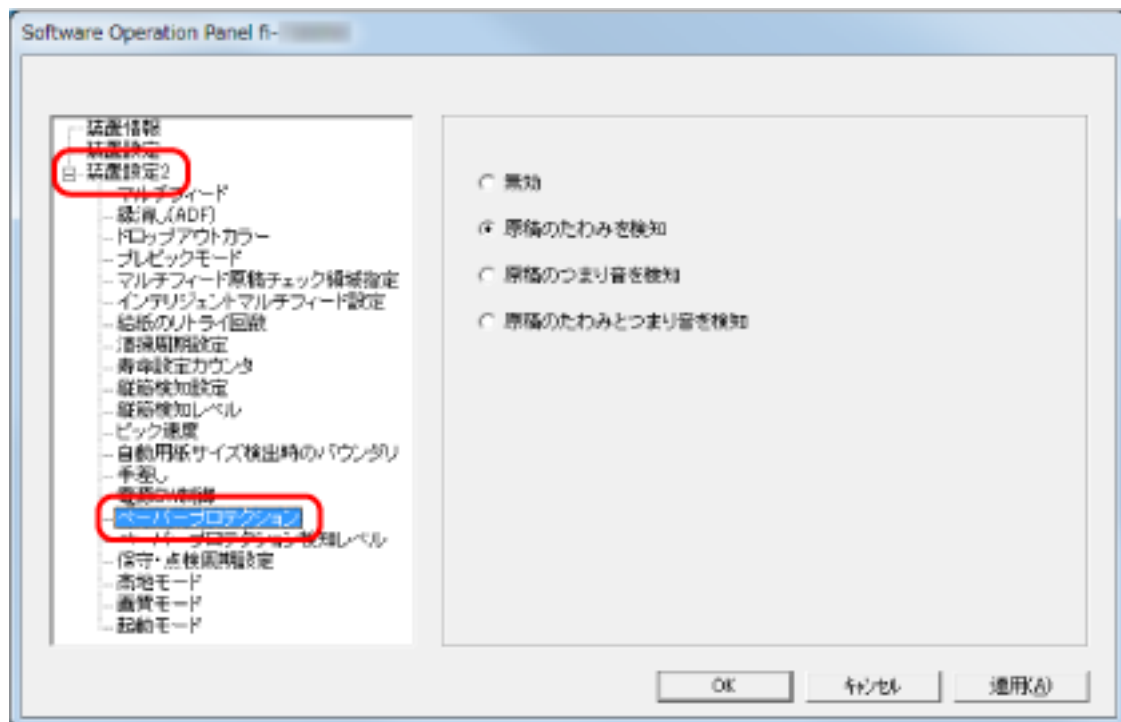 Software Operation Panel fi-
装置情報
装置設定
装置設定2
マルチフィード
縁消し(ADF)
ドロップアウトカラー
プレピックモード
マルチフィード原稿チェック領域指定
インテリジェントマルチフィード設定
給紙のリトライ回数
清掃周期設定
寿命設定カウンタ
縦筋検知設定
縦筋検知レベル
ピック速度
自動用紙サイズ検出時のバウンダリ
手差し
電源SW制御
ペーパープロテクション
ペーパープロテクション検知レベル
保守・点検周期設定
高地モード
画質モード
起動モード
無効
原稿のたわみを検知
原稿のつまり音を検知
原稿のたわみとつまり音を検知
OK
キャンセル
適用(A)